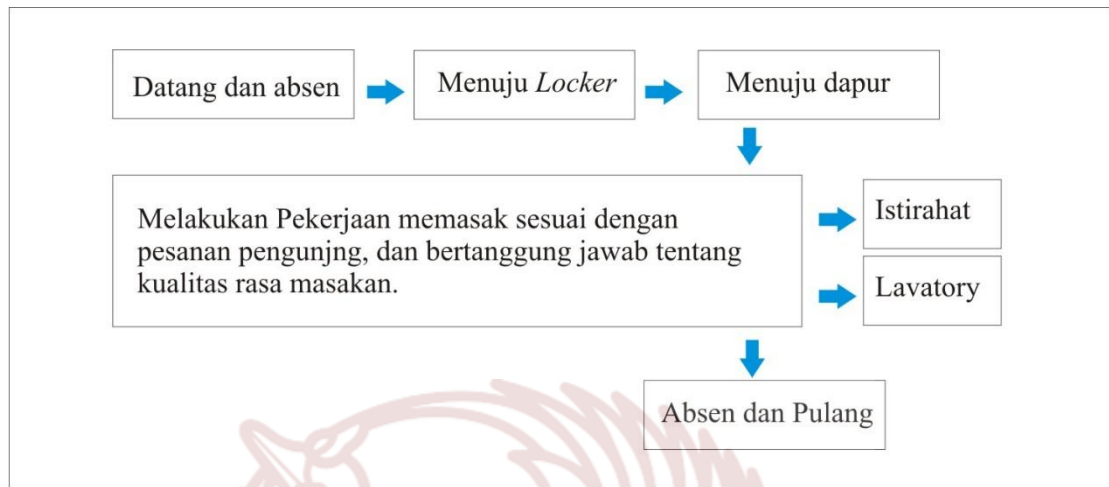 Datang dan absen
Menuju Locker
Menuju dapur
Melakukan Pekerjaan memasak sesuai dengan
pesanan pengunjng, dan bertanggung jawab tentang
kualitas rasa masakan.
Istirahat
Lavatory
Absen dan Pulang